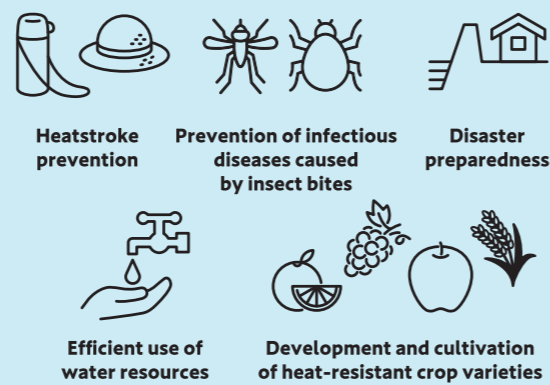 Heatstroke
prevention
Prevention of infectious
diseases caused
by insect bites
Disaster
preparedness
Efficient use of
water resources
Development and cultivation
of heat-resistant crop varieties